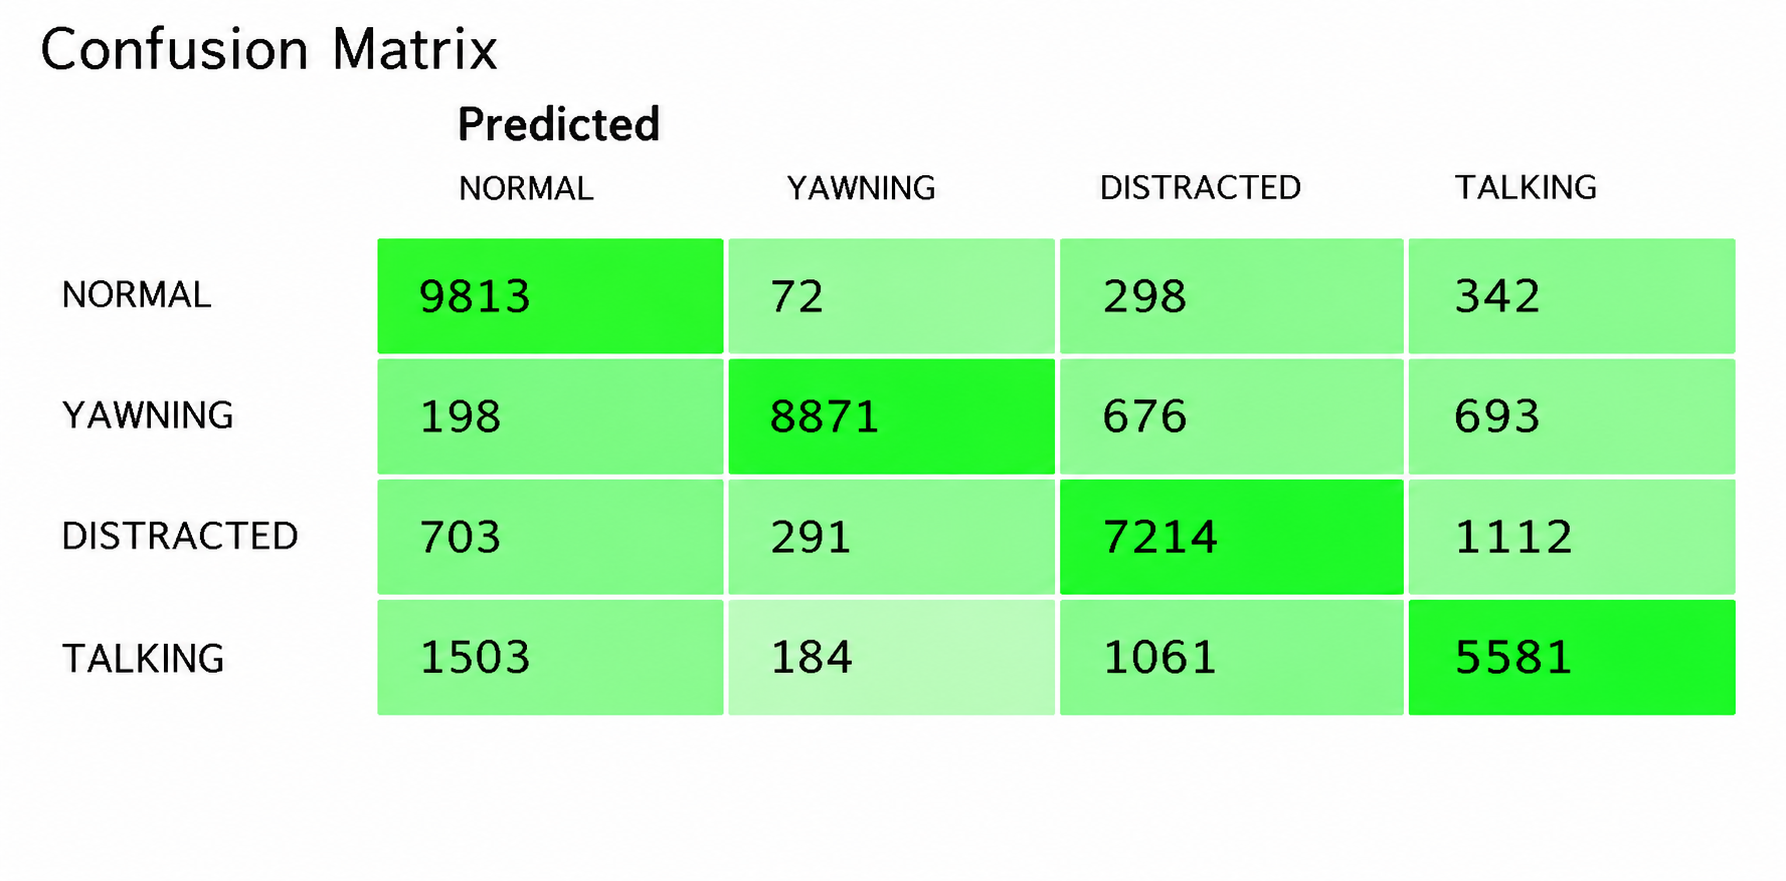 Confusion Matrix
Predicted
NORMAL YAWNING DISTRACTED TALKING
NORMAL 9813 72 298 342
YAWNING 198 8871 676 693
DISTRACTED 703 291 7214 1112
TALKING 1503 184 1061 5581